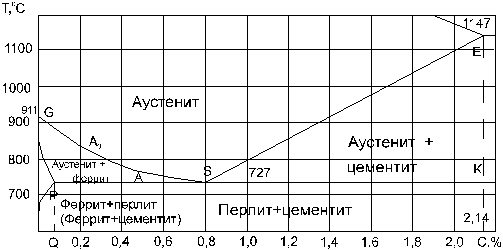 T,°C
1147
1100
E
1000
Аустенит
911 G
900
A₃
Аустенит +
цементит
800
Аустенит +
феррит
S
727
K
A
P
700
Феррит+перлит
(Феррит+цементит)
Перлит+цементит
2,14
Q 0,2 0,4 0,6 0,8 1,0 1,2 1,4 1,6 1,8 2,0 C.%